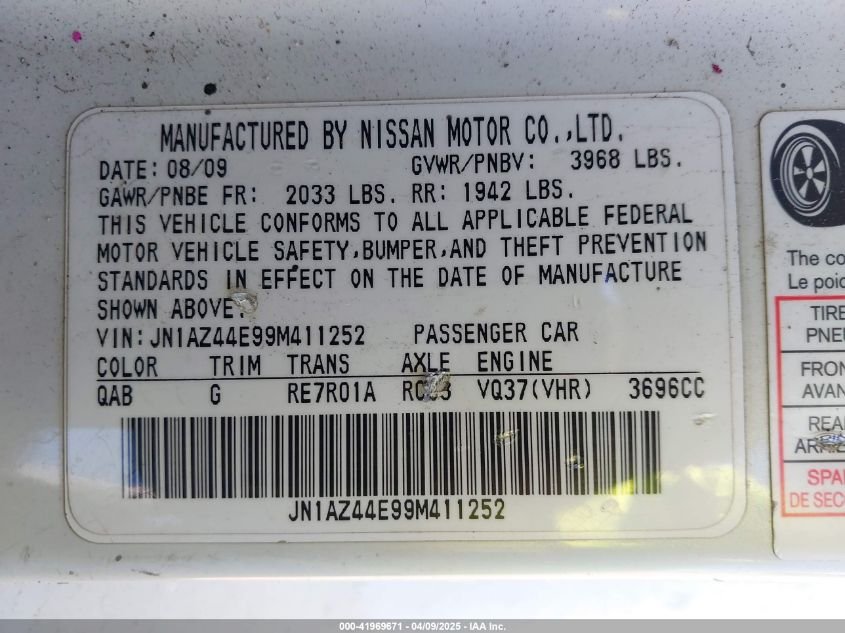 MANUFACTURED BY NISSAN MOTOR CO.,LTD.
DATE: 08/09 GVWR/PNBV: 3968 LBS.
GAWR/PNBE FR: 2033 LBS. RR: 1942 LBS.
THIS VEHICLE CONFORMS TO ALL APPLICABLE FEDERAL
MOTOR VEHICLE SAFETY,BUMPER,AND THEFT PREVENTION
STANDARDS IN EFFECT ON THE DATE OF MANUFACTURE
SHOWN ABOVE.
VIN:JN1AZ44E99M411252 PASSENGER CAR
COLOR TRIM TRANS AXLE ENGINE
QAB G RE7R01A VQ37(VHR) 3696CC
JN1AZ44E99M411252
The co
Le poid
TIRE
PNEU
FRON
AVAN
REAR
SPAR
DE SECO
000-41969671 - 04/09/2025 - IAA Inc.